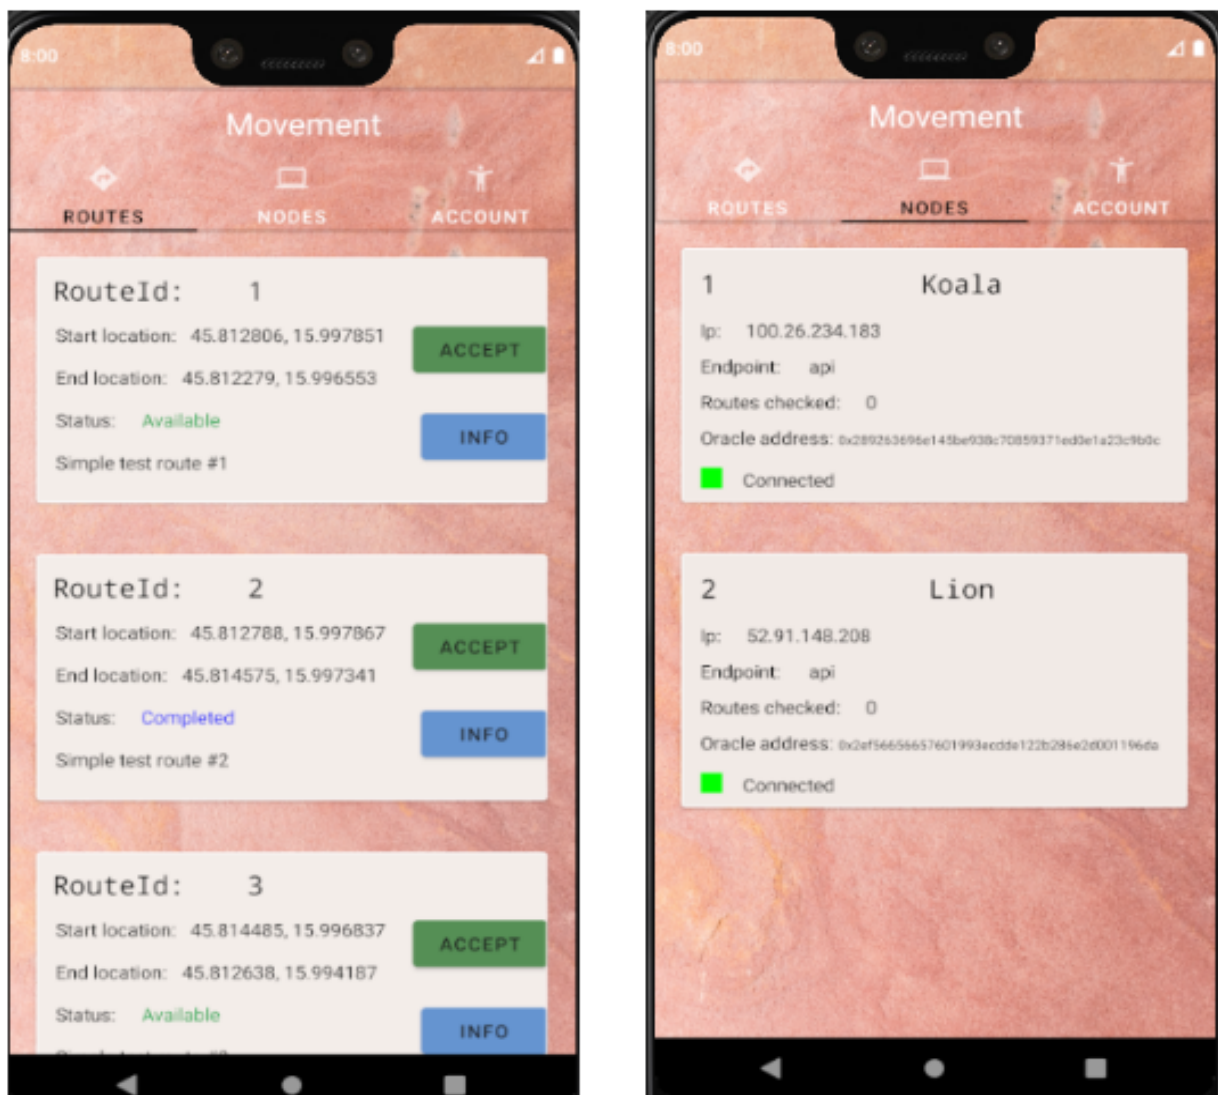 8:00
Movement
ROUTES NODES ACCOUNT
RouteId: 1
Start location: 45.812806, 15.997851
ACCEPT
End location: 45.812279, 15.996553
Status: Available
INFO
Simple test route #1
RouteId: 2
Start location: 45.812788, 15.997867
ACCEPT
End location: 45.814575, 15.997341
Status: Completed
INFO
Simple test route #2
RouteId: 3
Start location: 45.814485, 15.996837
ACCEPT
End location: 45.812638, 15.994187
Status: Available
INFO
8:00
Movement
ROUTES NODES ACCOUNT
1 Koala
Ip: 100.26.234.183
Endpoint: api
Routes checked: 0
Oracle address: 0x289263696e145be938c70859371ed0e1a23c9b0c
Connected
2 Lion
Ip: 52.91.148.208
Endpoint: api
Routes checked: 0
Oracle address:
Connected